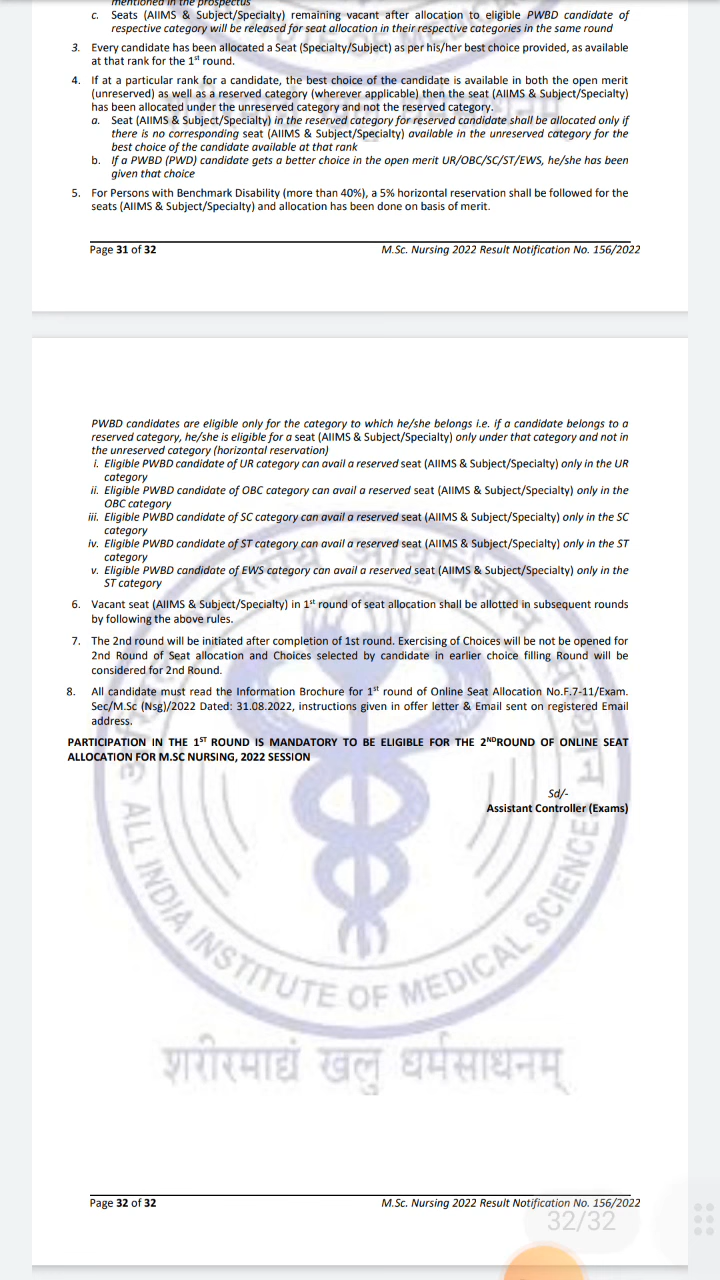 mentioned in the prospectus
c. Seats (AIIMS & Subject/Specialty) remaining vacant after allocation to eligible PWBD candidate of
respective category will be released for seat allocation in their respective categories in the same round
3. Every candidate has been allocated a Seat (Specialty/Subject) as per his/her best choice provided, as available
at that rank for the 1st round.
4. If at a particular rank for a candidate, the best choice of the candidate is available in both the open merit
(unreserved) as well as a reserved category (wherever applicable) then the seat (AIIMS & Subject/Specialty)
has been allocated under the unreserved category and not the reserved category.
a. Seat (AIIMS & Subject/Specialty) in the reserved category for reserved candidate shall be allocated only if
there is no corresponding seat (AIIMS & Subject/Specialty) available in the unreserved category for the
best choice of the candidate available at that rank
b. If a PWBD (PWD) candidate gets a better choice in the open merit UR/OBC/SC/ST/EWS, he/she has been
given that choice
5. For Persons with Benchmark Disability (more than 40%), a 5% horizontal reservation shall be followed for the
seats (AIIMS & Subject/Specialty) and allocation has been done on basis of merit.
Page 31 of 32 M.Sc. Nursing 2022 Result Notification No. 156/2022
PWBD candidates are eligible only for the category to which he/she belongs i.e. If a candidate belongs to a
reserved category, he/she is eligible for a seat (AIIMS & Subject/Specialty) only under that category and not in
the unreserved category (horizontal reservation)
i. Eligible PWBD candidate of UR category can avail a reserved seat (AIIMS & Subject/Specialty) only in the UR
category
ii. Eligible PWBD candidate of OBC category can avail a reserved seat (AIIMS & Subject/Specialty) only in the
OBC category
iii. Eligible PWBD candidate of SC category can avail a reserved seat (AIIMS & Subject/Specialty) only in the SC
category
iv. Eligible PWBD candidate of ST category can avail a reserved seat (AIIMS & Subject/Specialty) only in the ST
category
v. Eligible PWBD candidate of EWS category can avail a reserved seat (AIIMS & Subject/Specialty) only in the
ST category
6. Vacant seat (AIIMS & Subject/Specialty) in 1st round of seat allocation shall be allotted in subsequent rounds
by following the above rules.
7. The 2nd round will be initiated after completion of 1st round. Exercising of Choices will be not be opened for
2nd Round of Seat allocation and Choices selected by candidate in earlier choice filling Round will be
considered for 2nd Round.
8. All candidate must read the Information Brochure for 1st round of Online Seat Allocation No.F.7-11/Exam.
Sec/M.Sc (Nsg)/2022 Dated: 31.08.2022, instructions given in offer letter & Email sent on registered Email
address.
PARTICIPATION IN THE 1ST ROUND IS MANDATORY TO BE ELIGIBLE FOR THE 2NDROUND OF ONLINE SEAT
ALLOCATION FOR M.SC NURSING, 2022 SESSION
Sd/-
Assistant Controller (Exams)
ALL INDIA INSTITUTE OF MEDICAL SCIENCES
शरीरमाद्यं खलु धर्मसाधनम्
Page 32 of 32 M.Sc. Nursing 2022 Result Notification No. 156/2022
32/32